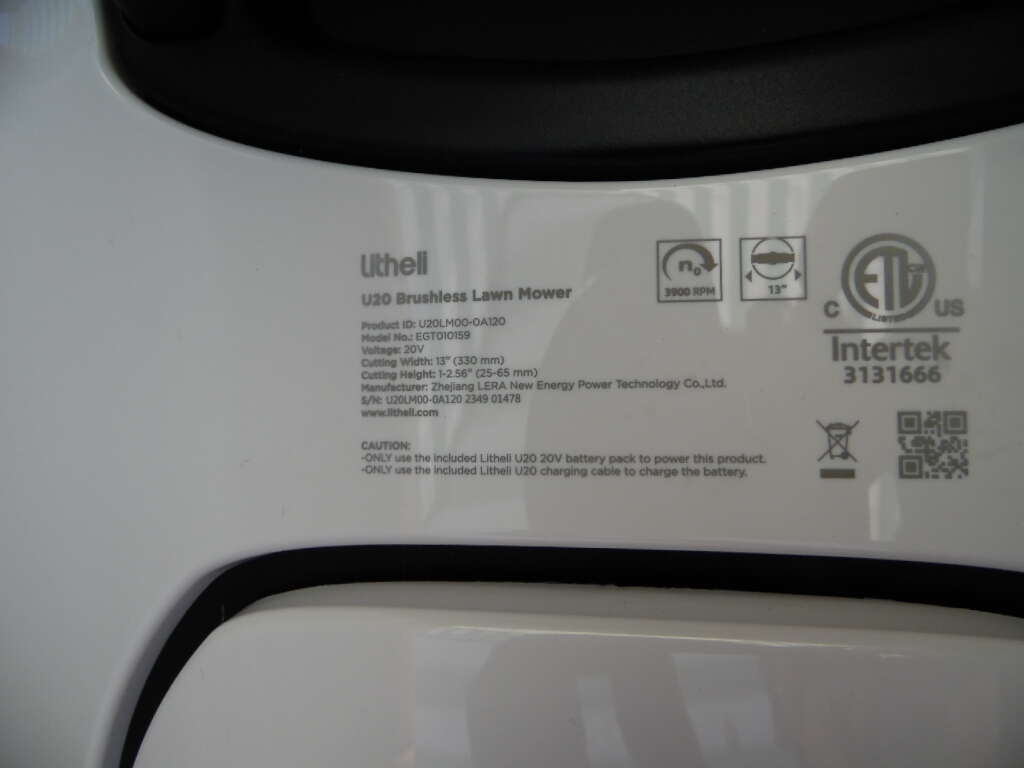 Litheli
U20 Brushless Lawn Mower
Product ID: U20LM00-0A120
Model No.: EGT010159
Voltage: 20V
Cutting Width: 13" (330 mm)
Cutting Height: 1-2.56" (25-65 mm)
Manufacturer: Zhejiang LERA New Energy Power Technology Co.,Ltd.
S/N: U20LM00-0A120 2349 01478
www.litheli.com
CAUTION:
-ONLY use the included Litheli U20 20V battery pack to power this product.
-ONLY use the included Litheli U20 charging cable to charge the battery.
n0
3900 RPM
13"
ETL
CM
LISTED
C US
Intertek
3131666